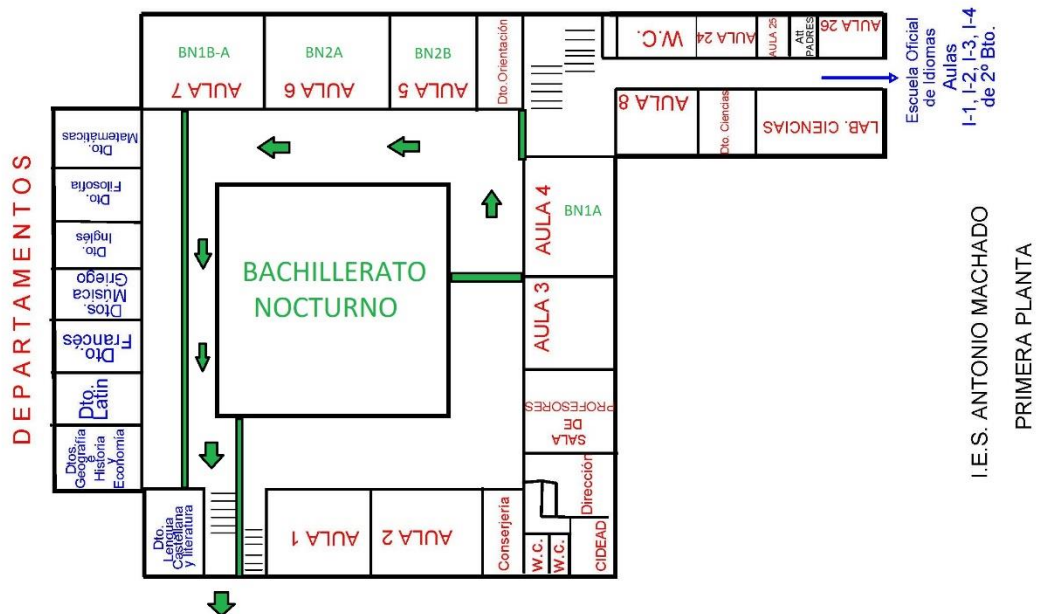 BN1B-A
AULA 7
BN2A
AULA 6
BN2B
AULA 5
Dto.Orientación
W.C.
AULA 24
AULA 25
Att
PADRES
AULA 26
Escuela Oficial
de Idiomas
Aulas
I-1, I-2, I-3, I-4
de 2º Bto.
AULA 8
Dto. Ciencias
LAB. CIENCIAS
DEPARTAMENTOS
Dto.
Matemáticas
Dto.
Filosofía
Dto.
Inglés
Dtos.
Música
Griego
Dto.
Francés
Dto.
Latin
Dtos.
Geografía
e
Historia
y
Economía
Dto.
Lengua
Castellana
y literatura
BACHILLERATO
NOCTURNO
AULA 4
BN1A
AULA 3
SALA
DE
PROFESORES
Dirección
CIDEAD
W.C.
W.C.
Conserjería
AULA 2
AULA 1
I.E.S. ANTONIO MACHADO
PRIMERA PLANTA